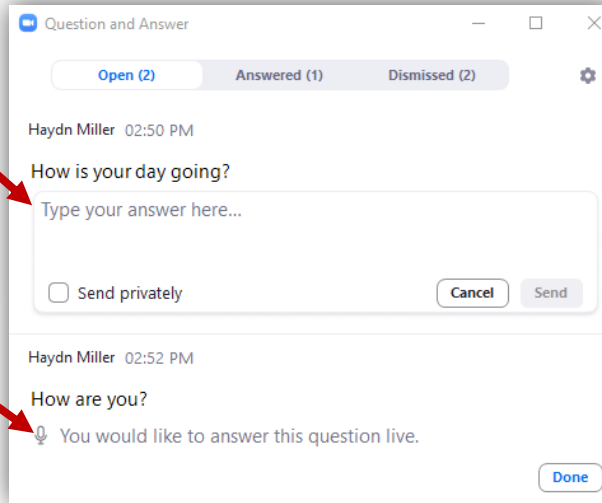 Question and Answer
Open (2) Answered (1) Dismissed (2)
Haydn Miller 02:50 PM
How is your day going?
Type your answer here...
Send privately Cancel Send
Haydn Miller 02:52 PM
How are you?
You would like to answer this question live.
Done